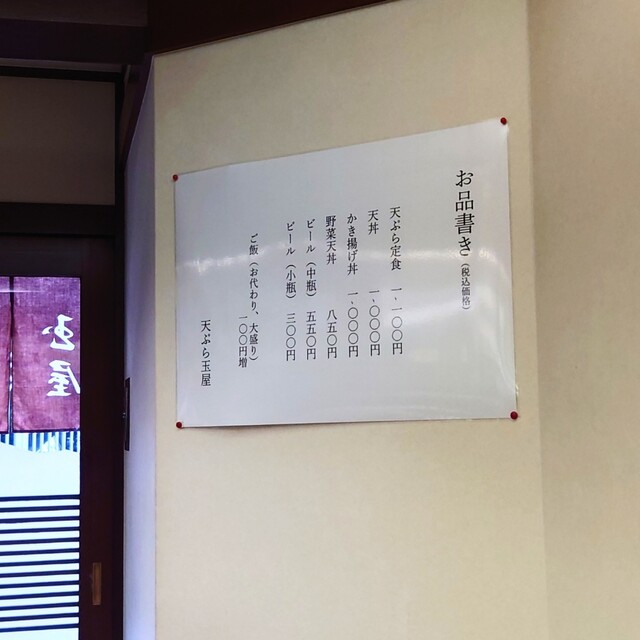 お品書き（税込価格）
天ぷら定食 一、一〇〇円
天丼 一、〇〇〇円
かき揚げ丼 一、〇〇〇円
野菜天丼 八五〇円
ビール（中瓶） 五五〇円
ビール（小瓶） 三〇〇円
ご飯（お代わり、大盛り）
一〇〇円増
天ぷら玉屋
玉屋